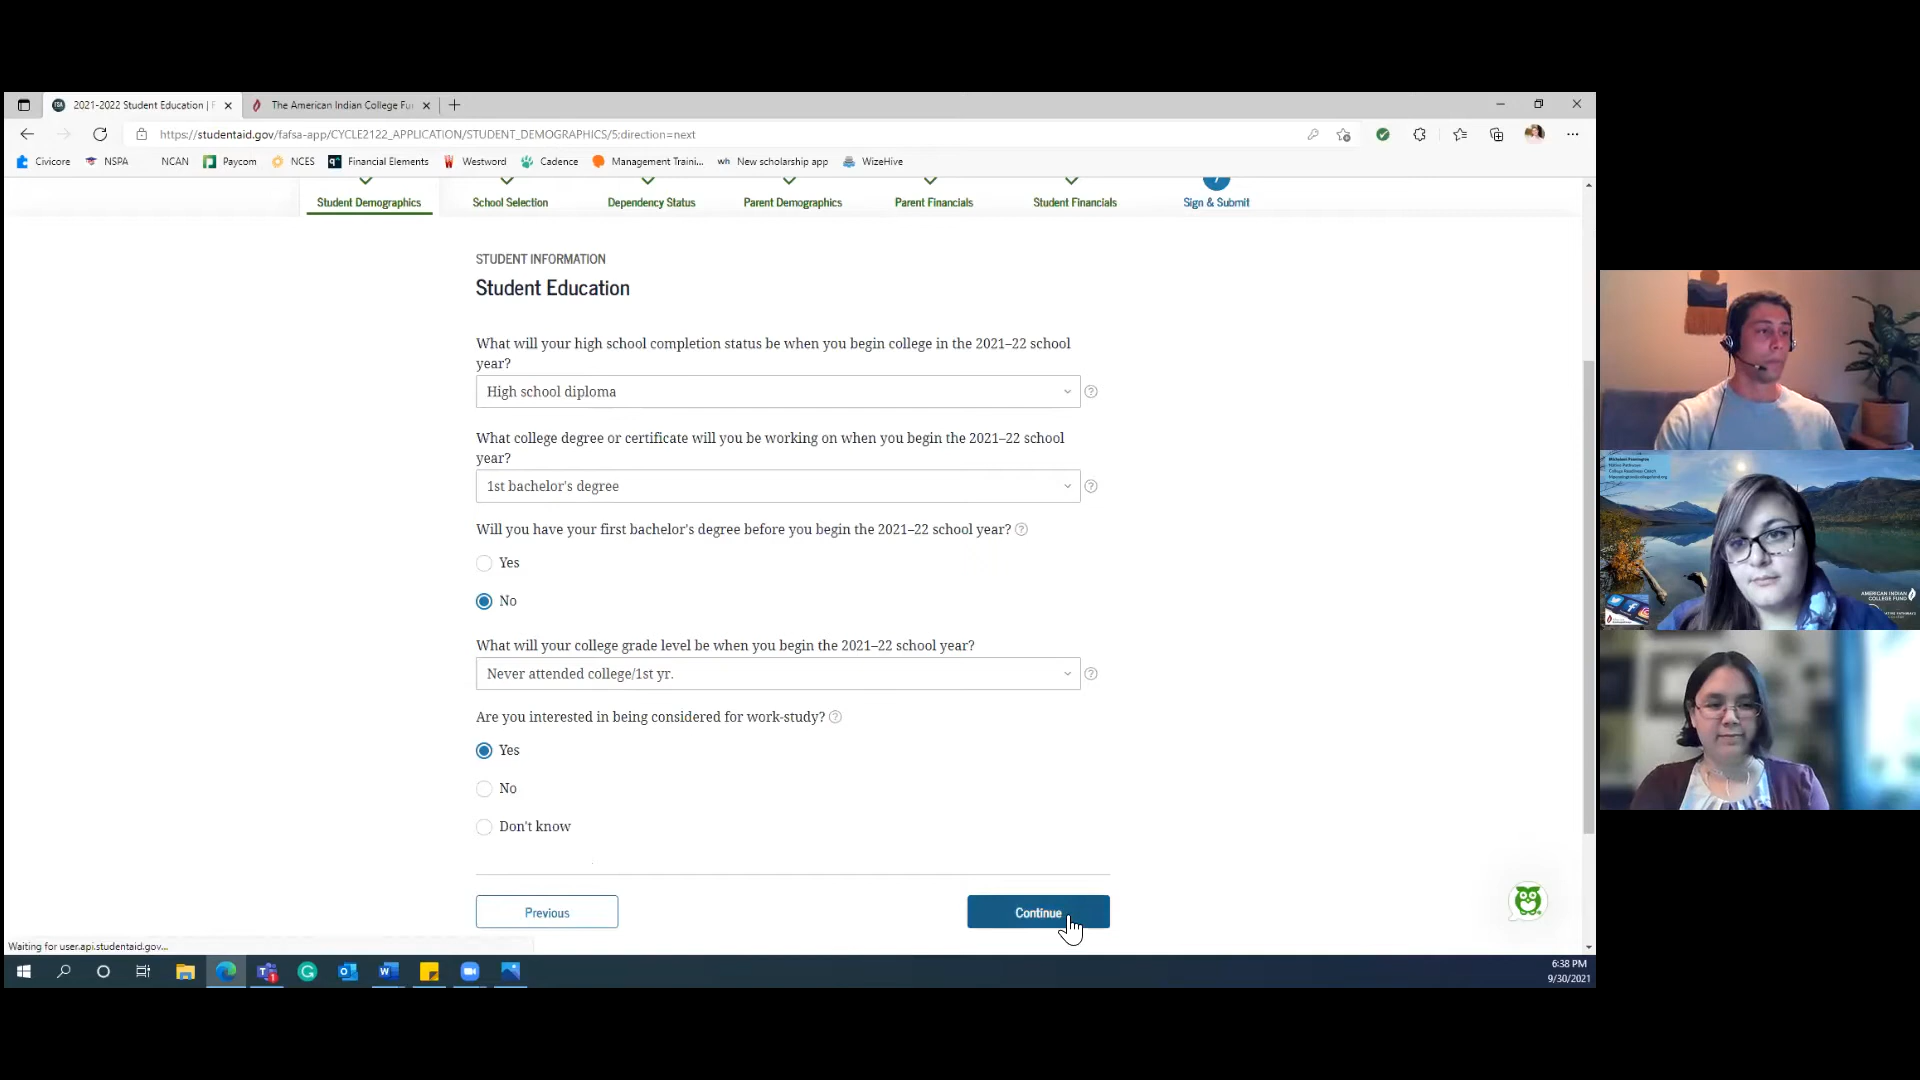 2021-2022 Student Education | F
The American Indian College Fu
https://studentaid.gov/fafsa-app/CYCLE2122_APPLICATION/STUDENT_DEMOGRAPHICS/5:direction=next
Civicore
NSPA
NCAN
Paycom
NCES
Financial Elements
Westword
Cadence
Management Traini...
wh New scholarship app
WizeHive
Student Demographics
School Selection
Dependency Status
Parent Demographics
Parent Financials
Student Financials
Sign & Submit
STUDENT INFORMATION
Student Education
What will your high school completion status be when you begin college in the 2021–22 school
year?
High school diploma
What college degree or certificate will you be working on when you begin the 2021–22 school
year?
1st bachelor's degree
Will you have your first bachelor's degree before you begin the 2021–22 school year?
Yes
No
What will your college grade level be when you begin the 2021–22 school year?
Never attended college/1st yr.
Are you interested in being considered for work-study?
Yes
No
Don't know
Previous
Continue
Waiting for user.api.studentaid.gov...
6:38 PM
9/30/2021
College Readiness Coach
AMERICAN INDIAN
COLLEGE FUND